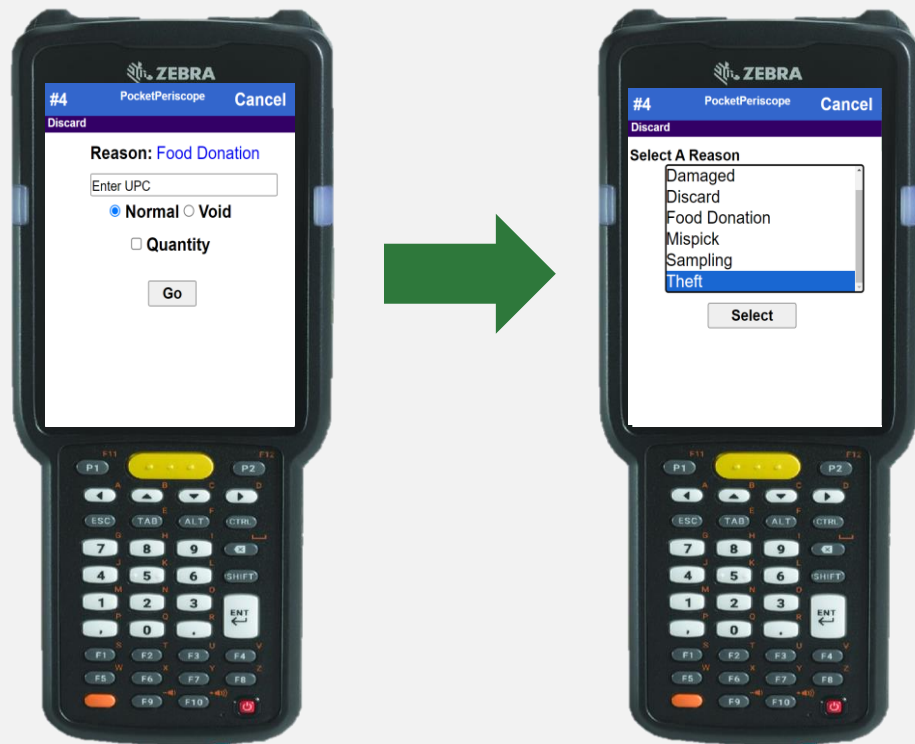 ZEBRA
#4 PocketPeriscope Cancel
Discard
Reason: Food Donation
Enter UPC
Normal Void
Quantity
Go
F11 F12
P1 P2
A B C D
E F
ESC TAB ALT CTRL
G H I
7 8 9
J K L
4 5 6 SHIFT
M N O
1 2 3 ENT
P Q R
, 0 .
S T U V
F1 F2 F3 F4
W X Y Z
F5 F6 F7 F8
F9 F10
ZEBRA
#4 PocketPeriscope Cancel
Discard
Select A Reason
Damaged
Discard
Food Donation
Mispick
Sampling
Theft
Select
F11 F12
P1 P2
A B C D
E F
ESC TAB ALT CTRL
G H I
7 8 9
J K L
4 5 6 SHIFT
M N O
1 2 3 ENT
P Q R
, 0 .
S T U V
F1 F2 F3 F4
W X Y Z
F5 F6 F7 F8
F9 F10